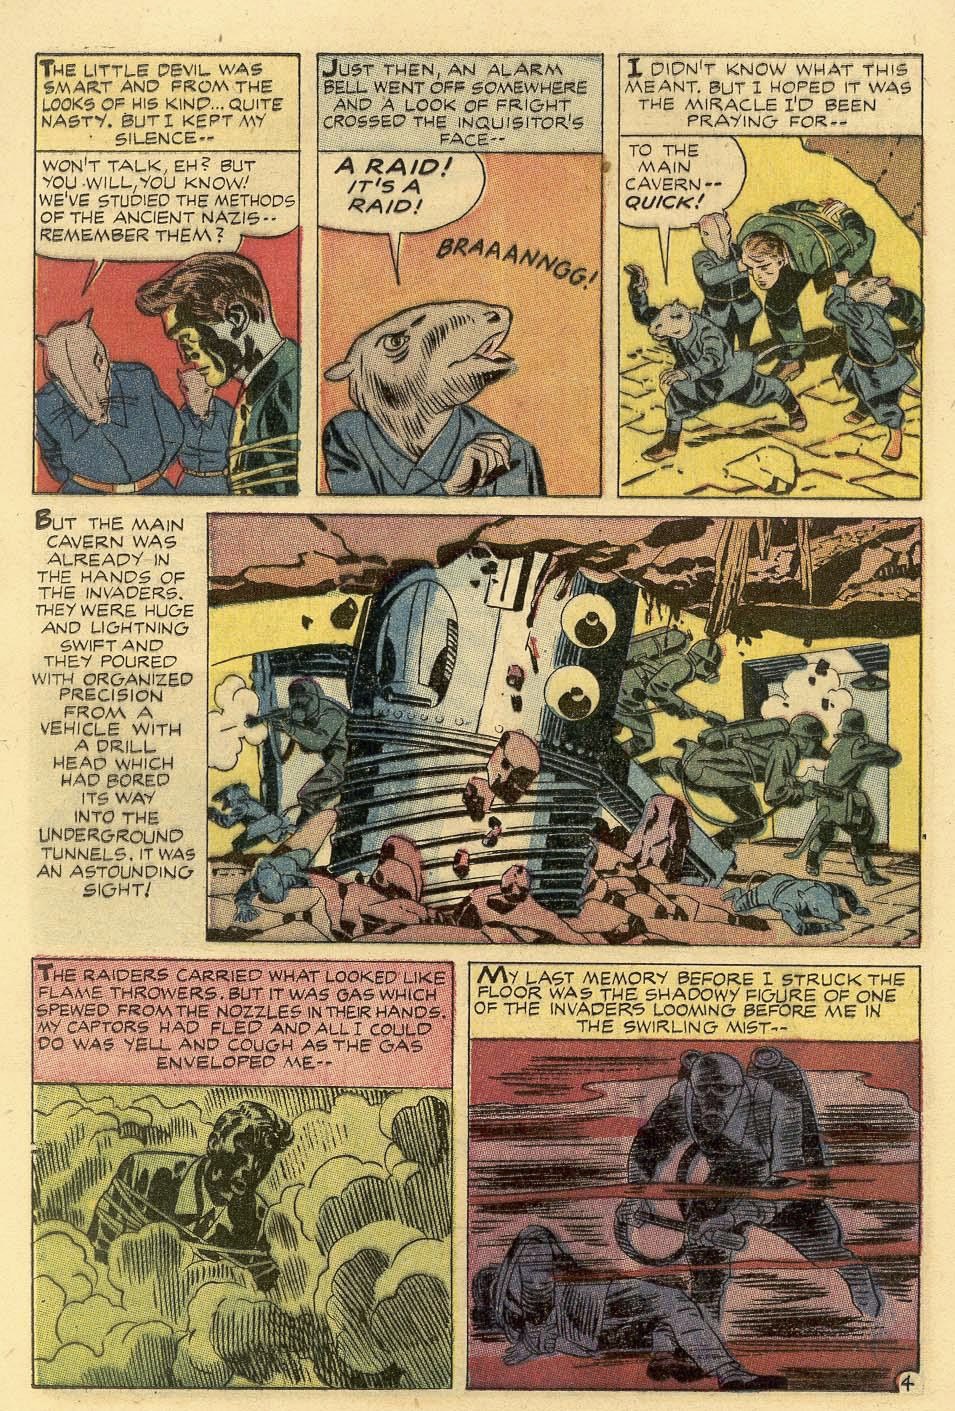 THE LITTLE DEVIL WAS
SMART AND FROM THE
LOOKS OF HIS KIND... QUITE
NASTY. BUT I KEPT MY
SILENCE--
WON'T TALK, EH? BUT
YOU WILL, YOU KNOW!
WE'VE STUDIED THE METHODS
OF THE ANCIENT NAZIS--
REMEMBER THEM?
JUST THEN, AN ALARM
BELL WENT OFF SOMEWHERE
AND A LOOK OF FRIGHT
CROSSED THE INQUISITOR'S
FACE--
A RAID!
IT'S A
RAID!
BRAAANNGG!
I DIDN'T KNOW WHAT THIS
MEANT. BUT I HOPED IT WAS
THE MIRACLE I'D BEEN
PRAYING FOR--
TO THE
MAIN
CAVERN--
QUICK!
BUT THE MAIN
CAVERN WAS
ALREADY IN
THE HANDS OF
THE INVADERS.
THEY WERE HUGE
AND LIGHTNING
SWIFT AND
THEY POURED
WITH ORGANIZED
PRECISION
FROM A
VEHICLE WITH
A DRILL
HEAD WHICH
HAD BORED
ITS WAY
INTO THE
UNDERGROUND
TUNNELS. IT WAS
AN ASTOUNDING
SIGHT!
THE RAIDERS CARRIED WHAT LOOKED LIKE
FLAME THROWERS. BUT IT WAS GAS WHICH
SPEWED FROM THE NOZZLES IN THEIR HANDS.
MY CAPTORS HAD FLED AND ALL I COULD
DO WAS YELL AND COUGH AS THE GAS
ENVELOPED ME--
MY LAST MEMORY BEFORE I STRUCK THE
FLOOR WAS THE SHADOWY FIGURE OF ONE
OF THE INVADERS LOOMING BEFORE ME IN
THE SWIRLING MIST--
4